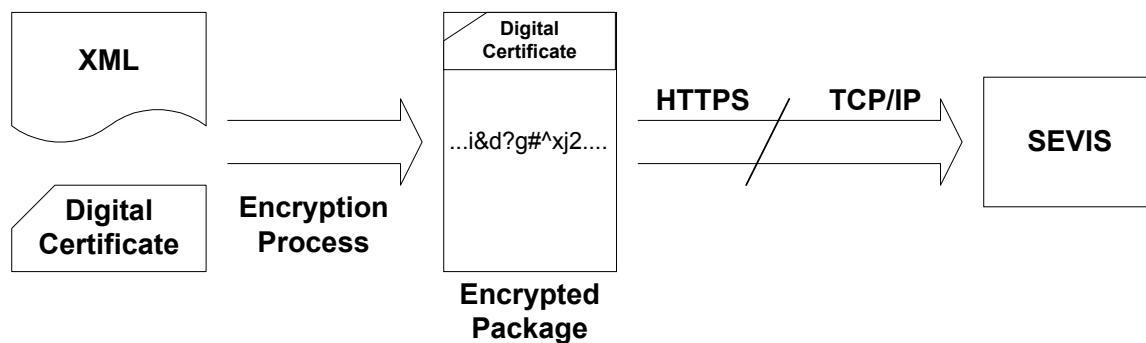 XML
Digital
Certificate
Encryption
Process
Digital
Certificate
...i&d?g#^xj2....
Encrypted
Package
HTTPS
TCP/IP
SEVIS